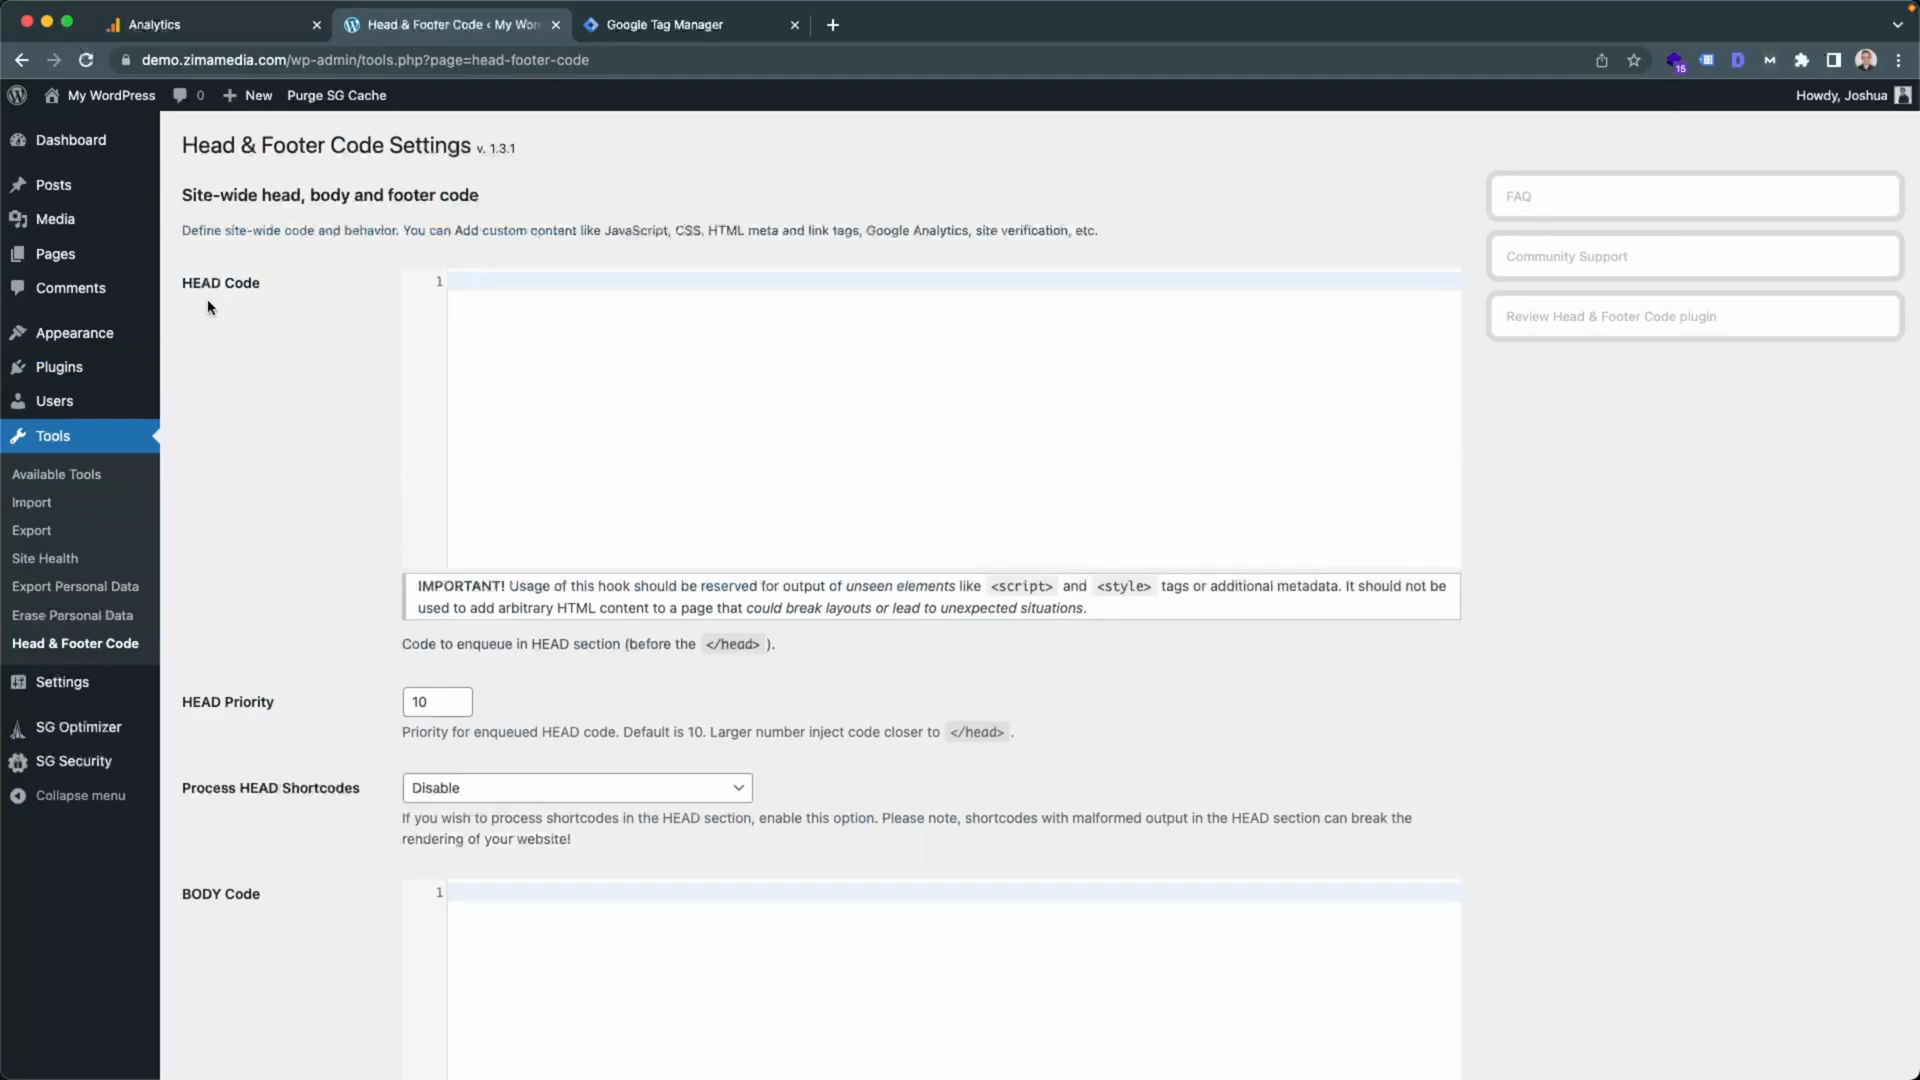 Analytics
Head & Footer Code ‹ My Wor
Google Tag Manager
demo.zimamedia.com/wp-admin/tools.php?page=head-footer-code
15
My WordPress
0
New
Purge SG Cache
Howdy, Joshua
Dashboard
Posts
Media
Pages
Comments
Appearance
Plugins
Users
Tools
Available Tools
Import
Export
Site Health
Export Personal Data
Erase Personal Data
Head & Footer Code
Settings
SG Optimizer
SG Security
Collapse menu
Head & Footer Code Settings v. 1.3.1
Site-wide head, body and footer code
Define site-wide code and behavior. You can Add custom content like JavaScript, CSS, HTML meta and link tags, Google Analytics, site verification, etc.
HEAD Code
1
IMPORTANT! Usage of this hook should be reserved for output of unseen elements like <script> and <style> tags or additional metadata. It should not be
used to add arbitrary HTML content to a page that could break layouts or lead to unexpected situations.
Code to enqueue in HEAD section (before the </head> ).
HEAD Priority
10
Priority for enqueued HEAD code. Default is 10. Larger number inject code closer to </head> .
Process HEAD Shortcodes
Disable
If you wish to process shortcodes in the HEAD section, enable this option. Please note, shortcodes with malformed output in the HEAD section can break the
rendering of your website!
BODY Code
1
FAQ
Community Support
Review Head & Footer Code plugin